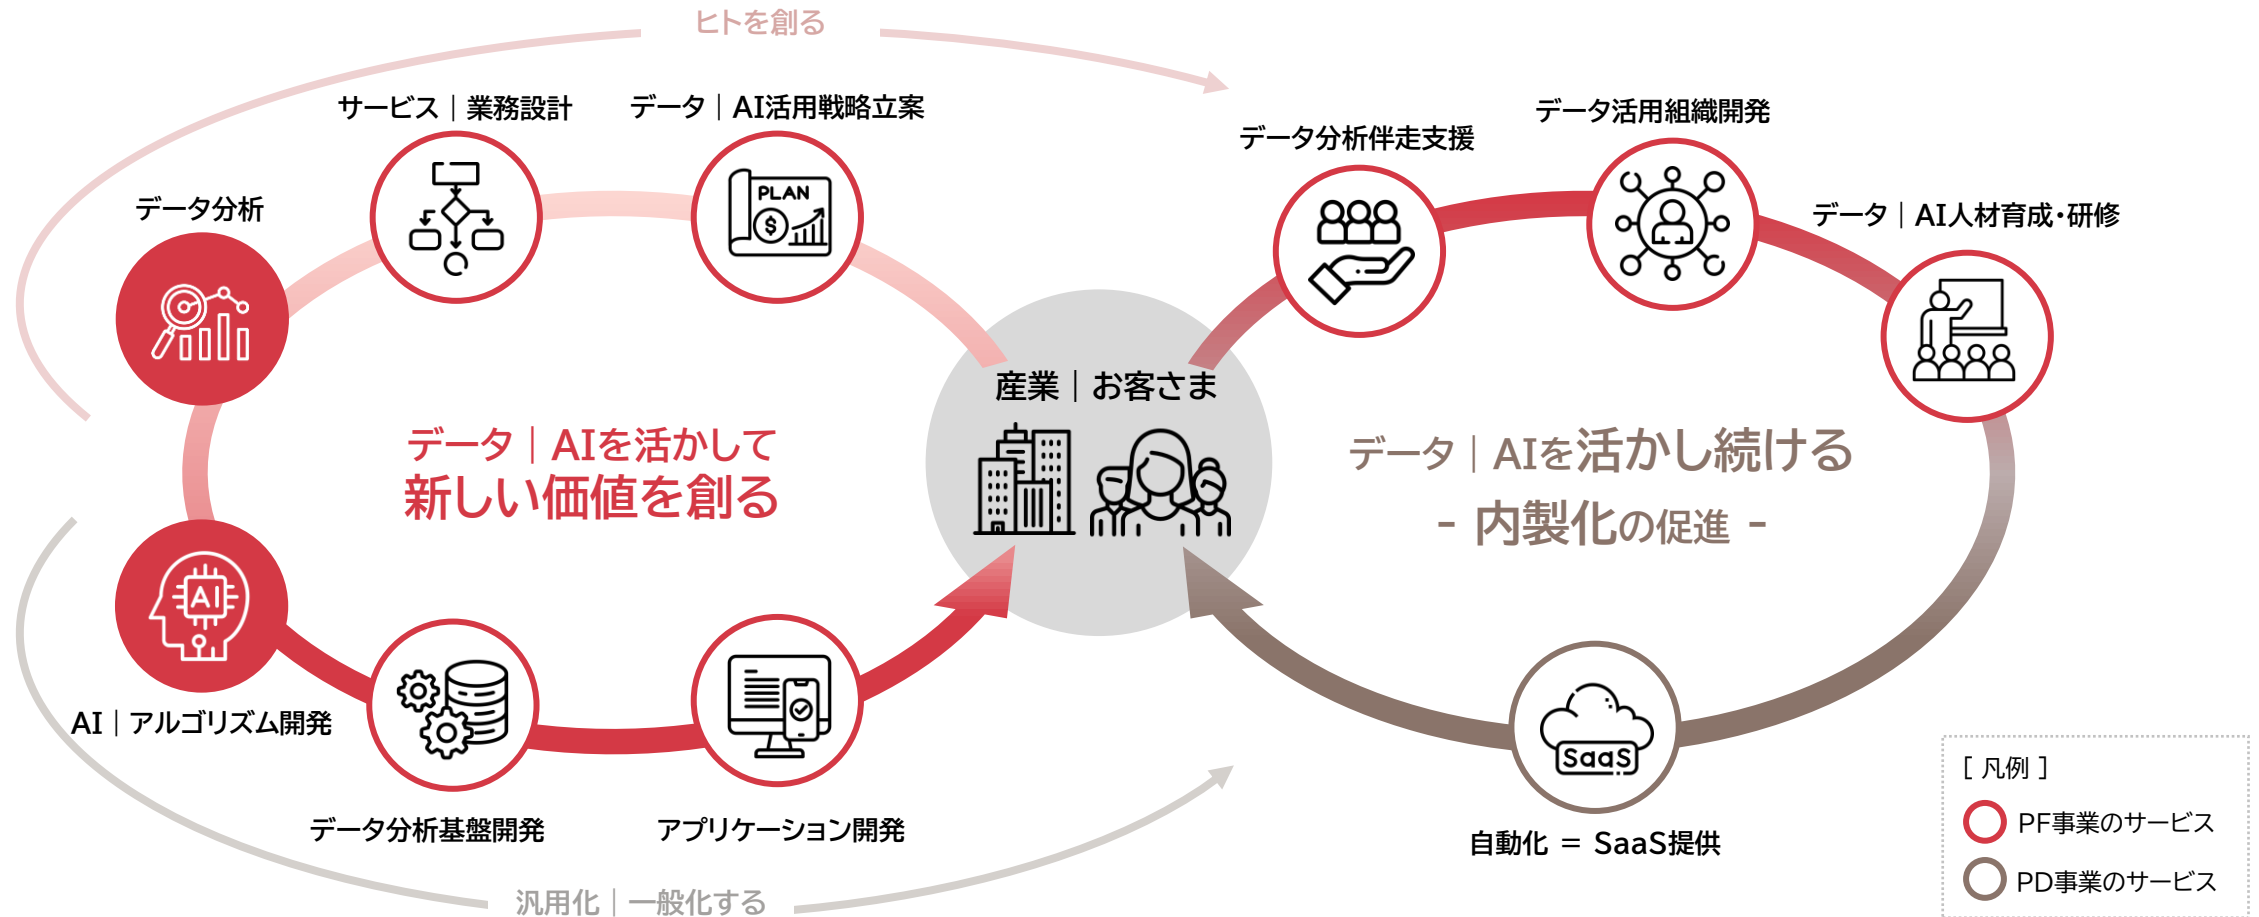 ヒトを創る
サービス｜業務設計
データ｜AI活用戦略立案
データ分析
PLAN
$
データ分析伴走支援
データ活用組織開発
データ｜AI人材育成・研修
産業｜お客さま
データ｜AIを活かして
新しい価値を創る
データ｜AIを活かし続ける
- 内製化の促進 -
AI
AI｜アルゴリズム開発
データ分析基盤開発
アプリケーション開発
SaaS
自動化 = SaaS提供
汎用化｜一般化する
[ 凡例 ]
PF事業のサービス
PD事業のサービス